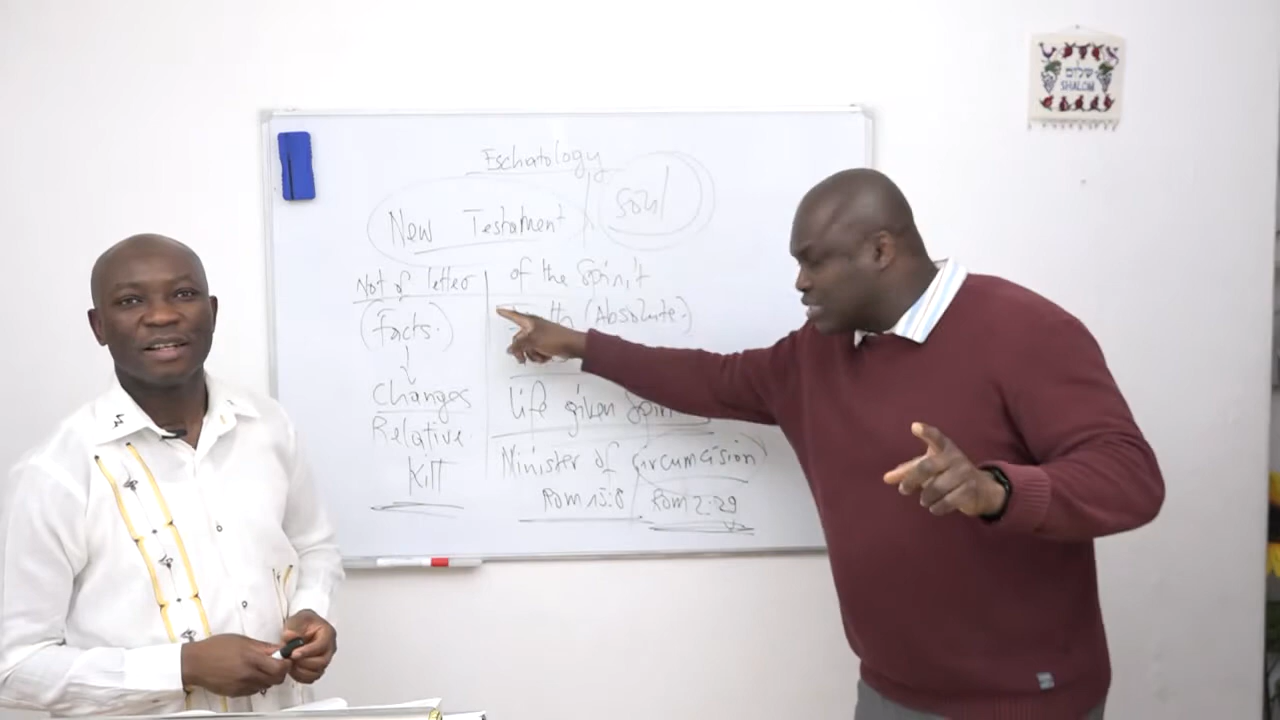 שלום
SHALOM
Eschatology
New Testament / soul
Not of letter of the Spirit
(Facts.) (Absolute.)
Changes life given
Relative Minister of Circumcision)
Kill Rom 15:8 Rom 2:29